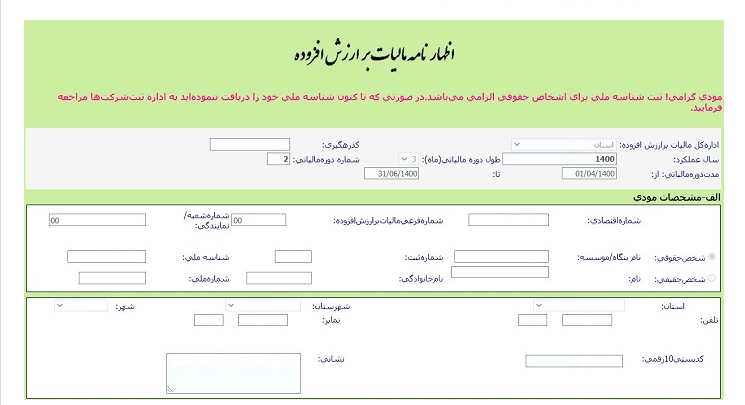 اظهار نامه مالیات بر ارزش افزوده
مودی گرامی! ثبت شناسه ملی برای اشخاص حقوقی الزامی می‌باشد.در صورتی که تا کنون شناسه ملی خود را دریافت ننموده‌اید به اداره ثبت‌شرکت‌ها مراجعه
فرمایید.
اداره‌کل مالیات برارزش افزوده: استان کدرهگیری:
سال عملکرد: 1400 طول دوره مالیاتی(ماه): 3 شماره دوره‌مالیاتی: 2
مدت‌دوره‌مالیاتی: از: 01/04/1400 تا: 31/06/1400
الف-مشخصات مودی
شماره‌اقتصادی: شماره‌فرعی‌مالیات‌برارزش‌افزوده: 00 شماره‌شعبه/ 00
نمایندگی:
شخص‌حقوقی: نام بنگاه/موسسه: شماره‌ثبت: شناسه ملی:
شخص‌حقیقی: نام: نام‌خانوادگی: شماره‌ملی:
استان: شهرستان: شهر:
تلفن: نمابر:
کدپستی10رقمی: نشانی: